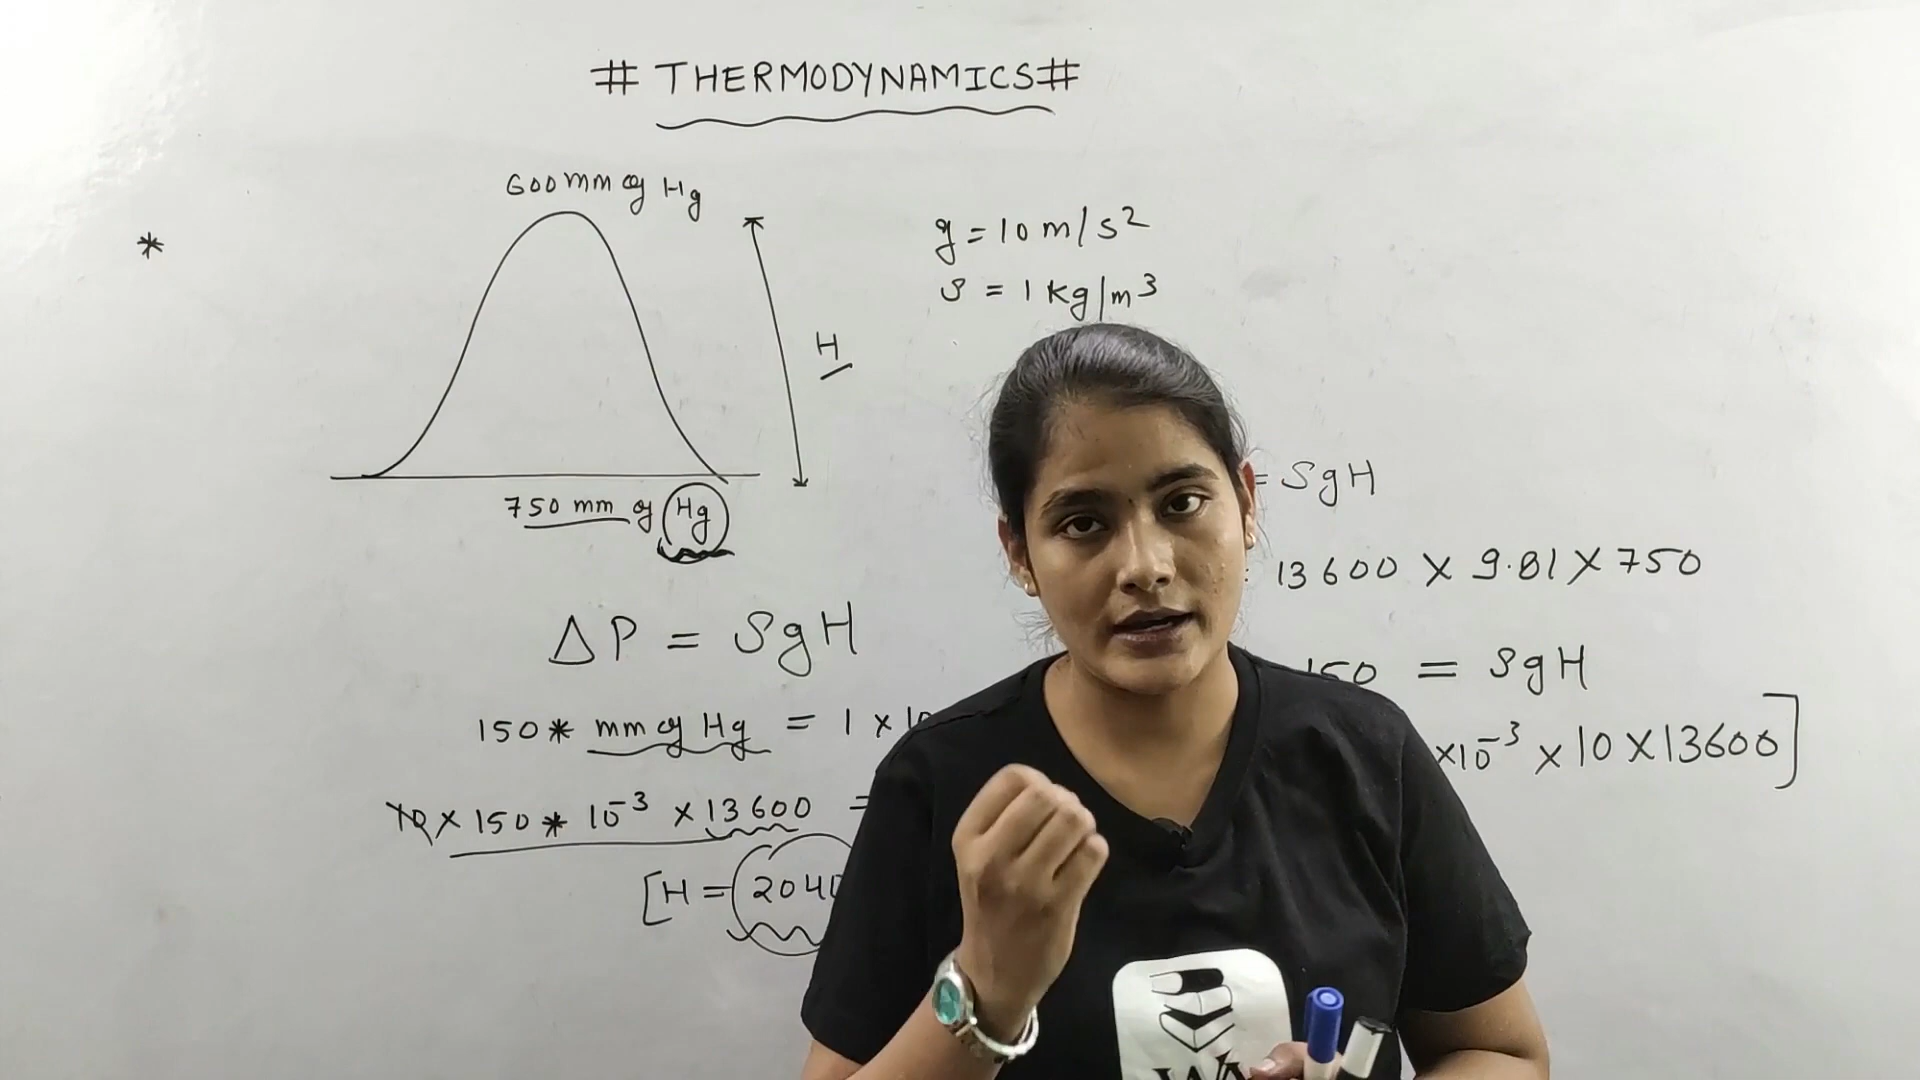 # THERMODYNAMICS #
600 mm of Hg
*
g = 10 m/s²
ρ = 1 kg/m³
H
750 mm of Hg
= ρgH
13600 × 9.81 × 750
ΔP = ρgH
150 = ρgH
150 * mm of Hg = 1 × 10
×10⁻³ × 10 × 13600]
10 × 150 * 10⁻³ × 13600 =
[H = 2040